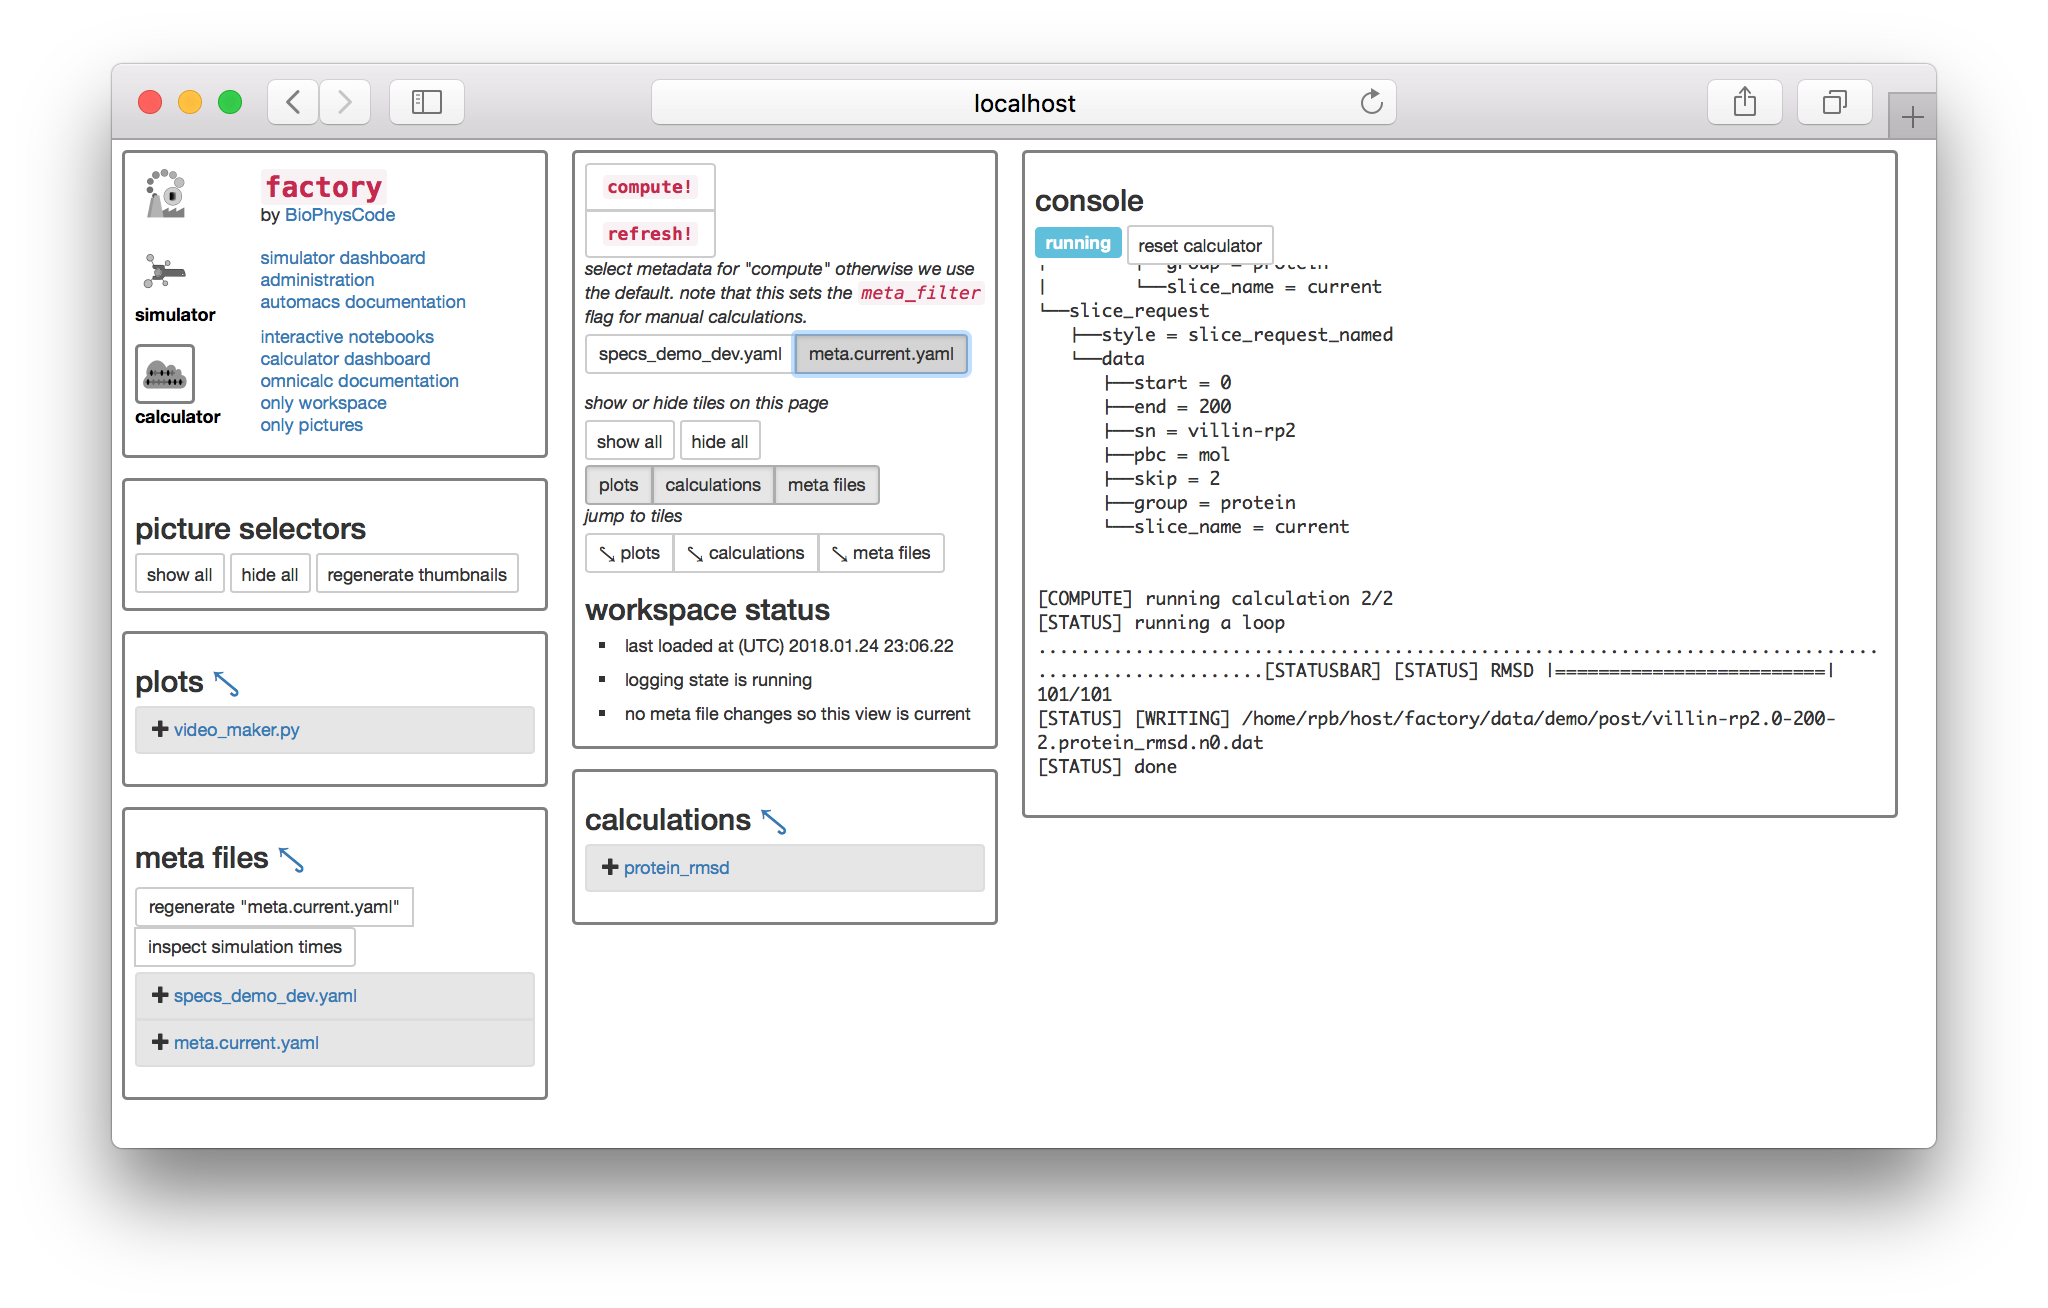 localhost
factory
by BioPhysCode
simulator dashboard
administration
automacs documentation
simulator
interactive notebooks
calculator dashboard
omnicalc documentation
only workspace
only pictures
calculator
picture selectors
show all
hide all
regenerate thumbnails
plots
video_maker.py
meta files
regenerate "meta.current.yaml"
inspect simulation times
specs_demo_dev.yaml
meta.current.yaml
compute!
refresh!
select metadata for "compute" otherwise we use
the default. note that this sets the meta_filter
flag for manual calculations.
specs_demo_dev.yaml
meta.current.yaml
show or hide tiles on this page
show all
hide all
plots
calculations
meta files
jump to tiles
plots
calculations
meta files
workspace status
last loaded at (UTC) 2018.01.24 23:06.22
logging state is running
no meta file changes so this view is current
calculations
protein_rmsd
console
running
reset calculator
|        ├──group = protein
|        └──slice_name = current
└──slice_request
   ├──style = slice_request_named
   └──data
      ├──start = 0
      ├──end = 200
      ├──sn = villin-rp2
      ├──pbc = mol
      ├──skip = 2
      ├──group = protein
      └──slice_name = current
[COMPUTE] running calculation 2/2
[STATUS] running a loop
..............................................................................
.....................[STATUSBAR] [STATUS] RMSD |=========================|
101/101
[STATUS] [WRITING] /home/rpb/host/factory/data/demo/post/villin-rp2.0-200-
2.protein_rmsd.n0.dat
[STATUS] done